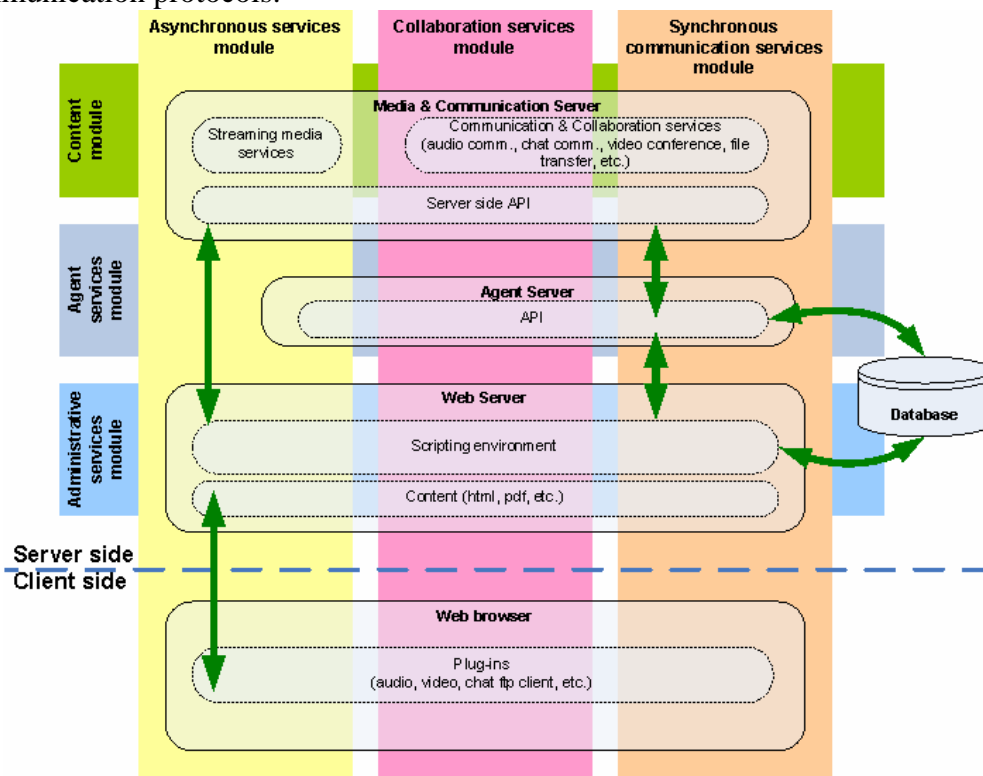 munication protocols.
Asynchronous services
module
Collaboration services
module
Synchronous
communication services
module
Content
module
Media & Communication Server
Streaming media
services
Communication & Collaboration services
(audio comm., chat comm., video conference, file
transfer, etc.)
Server side API
Agent
services
module
Agent Server
API
Database
Administrative
services
module
Web Server
Scripting environment
Content (html, pdf, etc.)
Server side
Client side
Web browser
Plug-ins
(audio, video, chat ftp client, etc.)